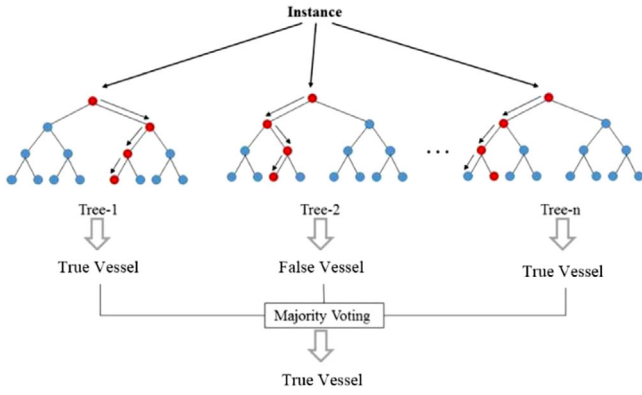 Instance
...
Tree-1 Tree-2 Tree-n
True Vessel False Vessel True Vessel
Majority Voting
True Vessel